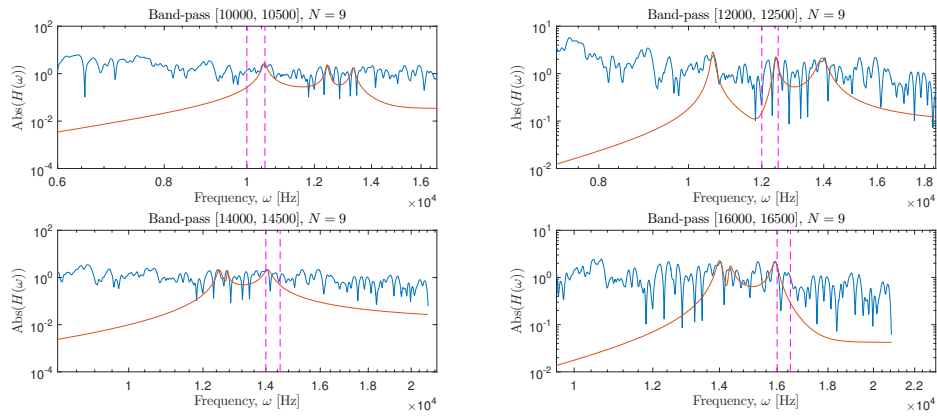 Band-pass [10000, 10500], N = 9
Abs(H(ω))
10^2
10^0
10^-2
10^-4
0.6 0.8 1 1.2 1.4 1.6
Frequency, ω [Hz]
×10^4
Band-pass [12000, 12500], N = 9
Abs(H(ω))
10^1
10^0
10^-1
10^-2
0.8 1 1.2 1.4 1.6 1.8
Frequency, ω [Hz]
×10^4
Band-pass [14000, 14500], N = 9
Abs(H(ω))
10^2
10^0
10^-2
10^-4
1 1.2 1.4 1.6 1.8 2
Frequency, ω [Hz]
×10^4
Band-pass [16000, 16500], N = 9
Abs(H(ω))
10^1
10^0
10^-1
10^-2
1 1.2 1.4 1.6 1.8 2 2.2
Frequency, ω [Hz]
×10^4